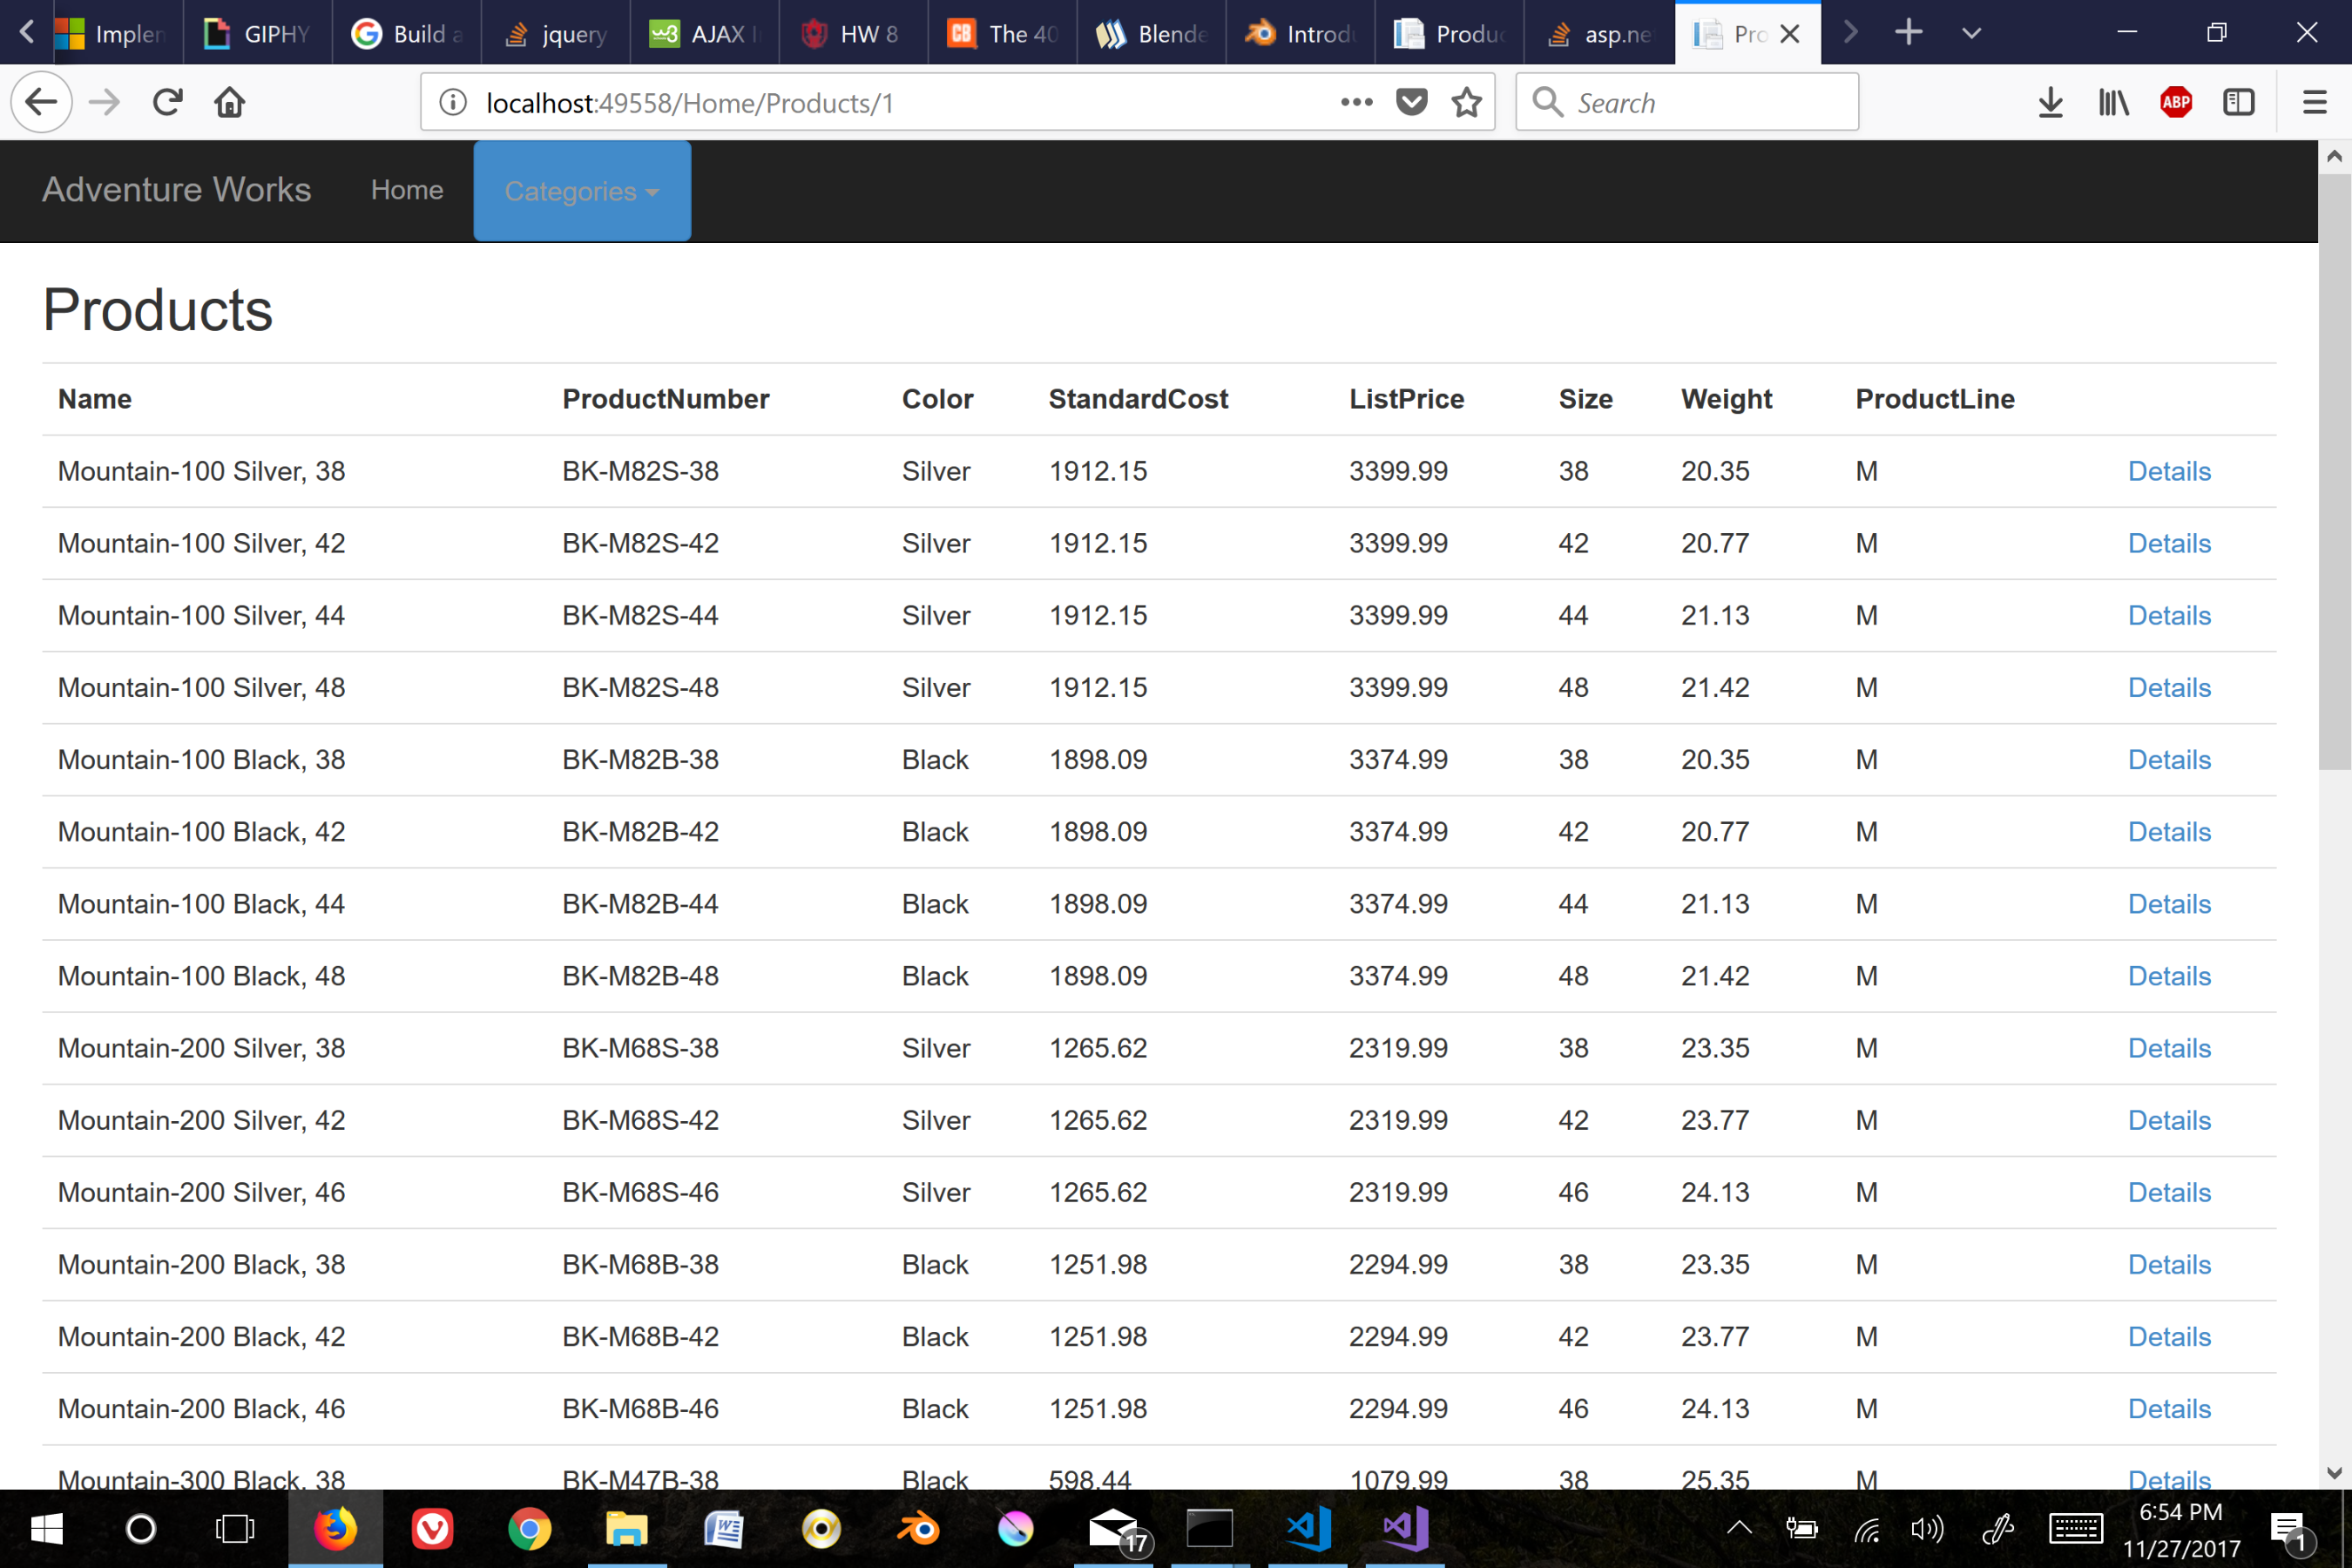 Implen GIPHY Build a jquery AJAX I HW 8 The 40 Blende Introdu Produc asp.ne Pro
localhost:49558/Home/Products/1 Search ABP
Adventure Works Home Categories
Products
Name ProductNumber Color StandardCost ListPrice Size Weight ProductLine
Mountain-100 Silver, 38 BK-M82S-38 Silver 1912.15 3399.99 38 20.35 M Details
Mountain-100 Silver, 42 BK-M82S-42 Silver 1912.15 3399.99 42 20.77 M Details
Mountain-100 Silver, 44 BK-M82S-44 Silver 1912.15 3399.99 44 21.13 M Details
Mountain-100 Silver, 48 BK-M82S-48 Silver 1912.15 3399.99 48 21.42 M Details
Mountain-100 Black, 38 BK-M82B-38 Black 1898.09 3374.99 38 20.35 M Details
Mountain-100 Black, 42 BK-M82B-42 Black 1898.09 3374.99 42 20.77 M Details
Mountain-100 Black, 44 BK-M82B-44 Black 1898.09 3374.99 44 21.13 M Details
Mountain-100 Black, 48 BK-M82B-48 Black 1898.09 3374.99 48 21.42 M Details
Mountain-200 Silver, 38 BK-M68S-38 Silver 1265.62 2319.99 38 23.35 M Details
Mountain-200 Silver, 42 BK-M68S-42 Silver 1265.62 2319.99 42 23.77 M Details
Mountain-200 Silver, 46 BK-M68S-46 Silver 1265.62 2319.99 46 24.13 M Details
Mountain-200 Black, 38 BK-M68B-38 Black 1251.98 2294.99 38 23.35 M Details
Mountain-200 Black, 42 BK-M68B-42 Black 1251.98 2294.99 42 23.77 M Details
Mountain-200 Black, 46 BK-M68B-46 Black 1251.98 2294.99 46 24.13 M Details
Mountain-300 Black, 38 BK-M47B-38 Black 598.44 1079.99 38 25.35 M Details
17 6:54 PM 1
11/27/2017